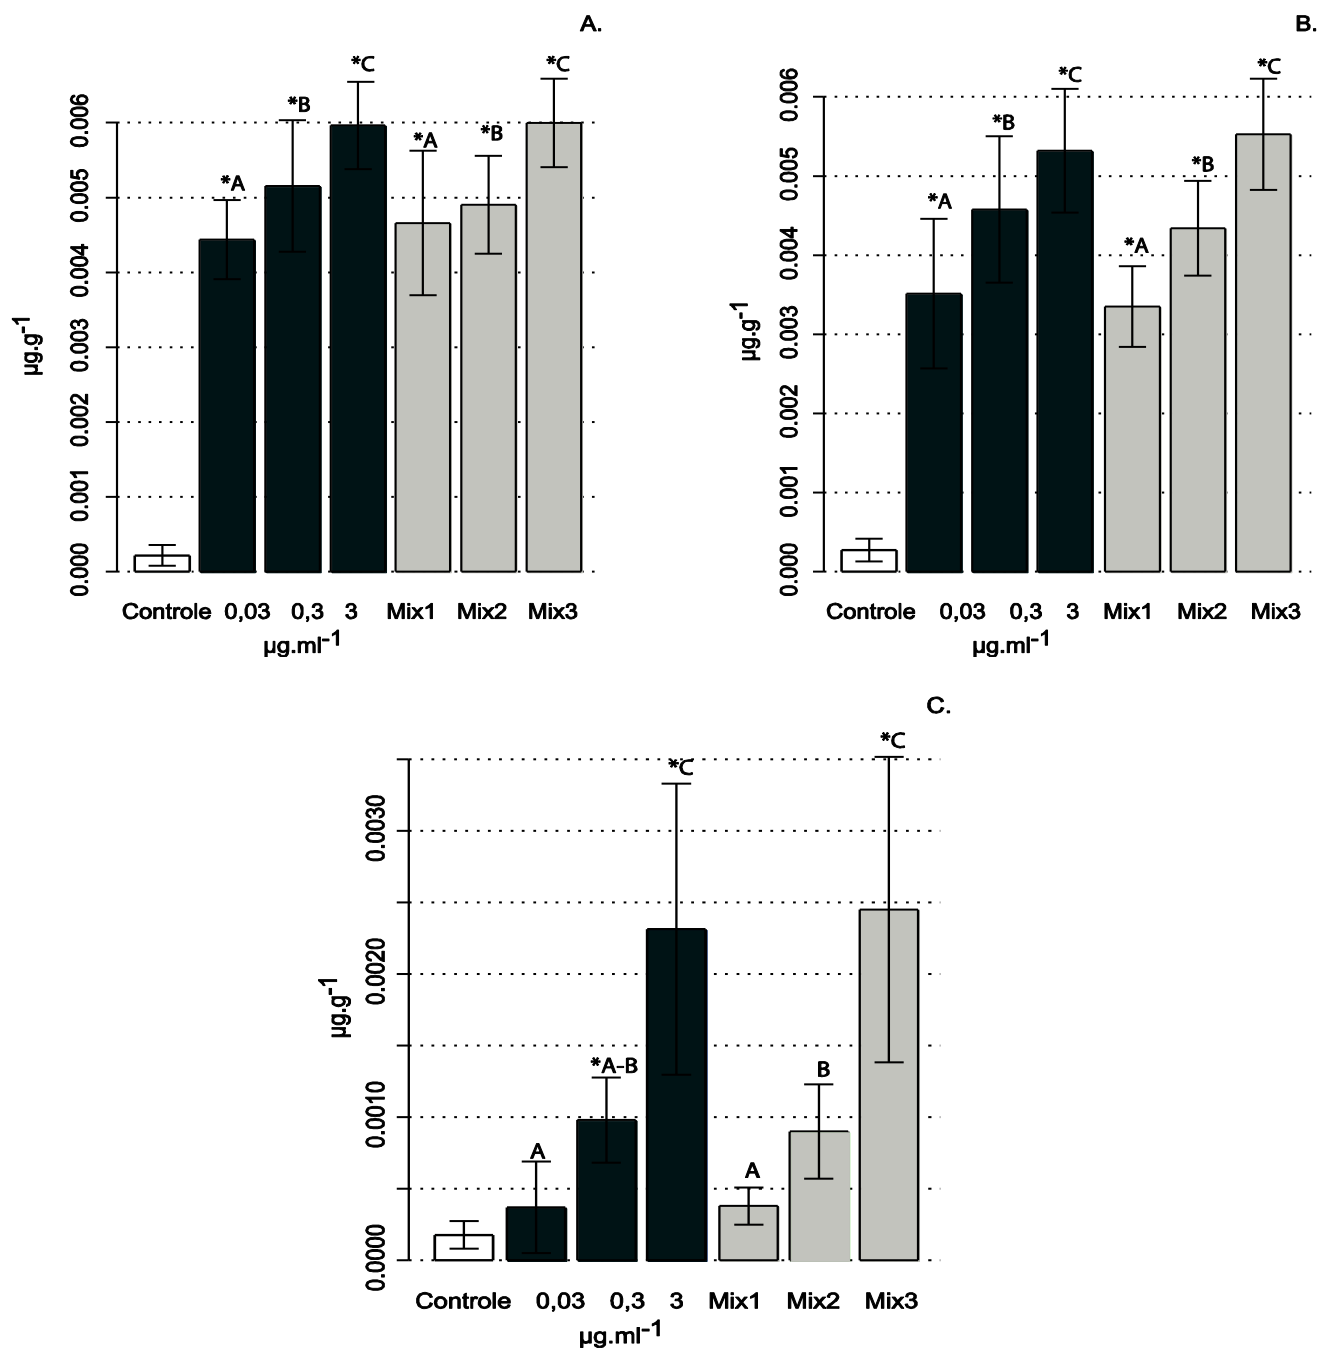 A.
*A
*B
*C
*A
*B
*C
0.006
0.005
0.004
0.003
0.002
0.001
0.000
µg.g-1
Controle 0,03 0,3 3 Mix1 Mix2 Mix3
µg.ml-1
B.
*A
*B
*C
*A
*B
*C
0.006
0.005
0.004
0.003
0.002
0.001
0.000
µg.g-1
Controle 0,03 0,3 3 Mix1 Mix2 Mix3
µg.ml-1
C.
A
*A-B
*C
A
B
*C
0.0030
0.0020
0.0010
0.0000
µg.g-1
Controle 0,03 0,3 3 Mix1 Mix2 Mix3
µg.ml-1